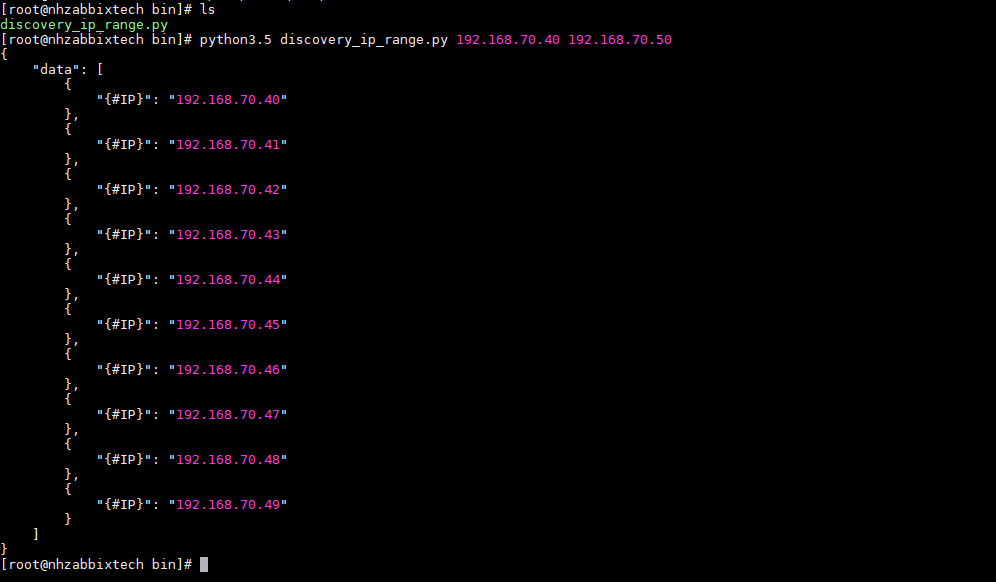 [root@nhzabbixtech bin]# ls
discovery_ip_range.py
[root@nhzabbixtech bin]# python3.5 discovery_ip_range.py 192.168.70.40 192.168.70.50
{
    "data": [
        {
            "{#IP}": "192.168.70.40"
        },
        {
            "{#IP}": "192.168.70.41"
        },
        {
            "{#IP}": "192.168.70.42"
        },
        {
            "{#IP}": "192.168.70.43"
        },
        {
            "{#IP}": "192.168.70.44"
        },
        {
            "{#IP}": "192.168.70.45"
        },
        {
            "{#IP}": "192.168.70.46"
        },
        {
            "{#IP}": "192.168.70.47"
        },
        {
            "{#IP}": "192.168.70.48"
        },
        {
            "{#IP}": "192.168.70.49"
        }
    ]
}
[root@nhzabbixtech bin]#